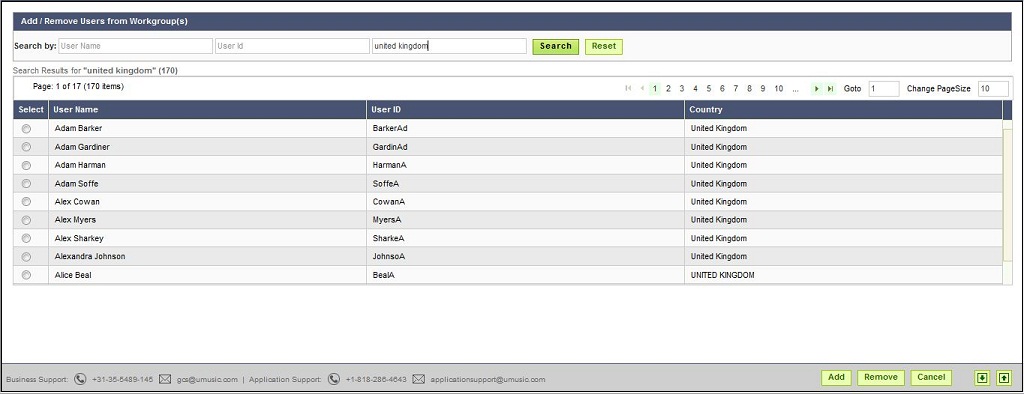 Add / Remove Users from Workgroup(s)
Search by: User Name User Id united kingdom Search Reset
Search Results for "united kingdom" (170)
Page: 1 of 17 (170 items) 1 2 3 4 5 6 7 8 9 10 ... Goto 1 Change PageSize 10
Select User Name User ID Country
Adam Barker BarkerAd United Kingdom
Adam Gardiner GardinAd United Kingdom
Adam Harman HarmanA United Kingdom
Adam Soffe SoffeA United Kingdom
Alex Cowan CowanA United Kingdom
Alex Myers MyersA United Kingdom
Alex Sharkey SharkeA United Kingdom
Alexandra Johnson JohnsoA United Kingdom
Alice Beal BealA UNITED KINGDOM
Business Support: +31-35-5489-145 gcs@umusic.com | Application Support: +1-818-286-4643 applicationsupport@umusic.com Add Remove Cancel